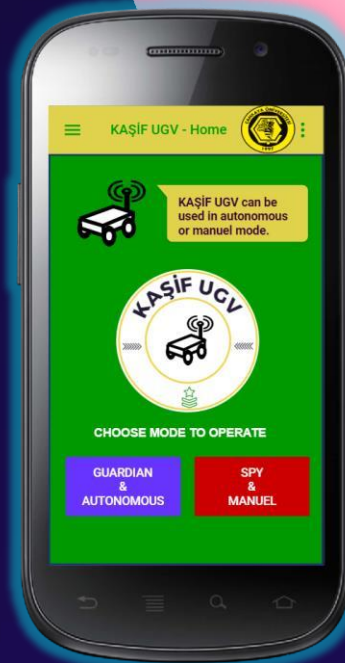 KAŞİF UGV - Home
KAŞİF UGV can be
used in autonomous
or manuel mode.
KAŞİF UGV
CHOOSE MODE TO OPERATE
GUARDIAN
&
AUTONOMOUS
SPY
&
MANUEL